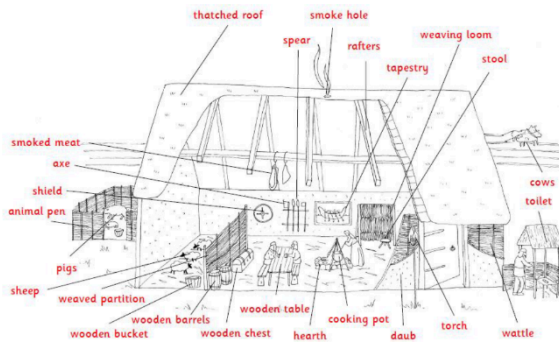 thatched roof
smoke hole
spear
rafters
weaving loom
tapestry
stool
smoked meat
axe
shield
animal pen
cows
toilet
pigs
sheep
weaved partition
wooden bucket
wooden barrels
wooden chest
wooden table
hearth
cooking pot
daub
torch
wattle